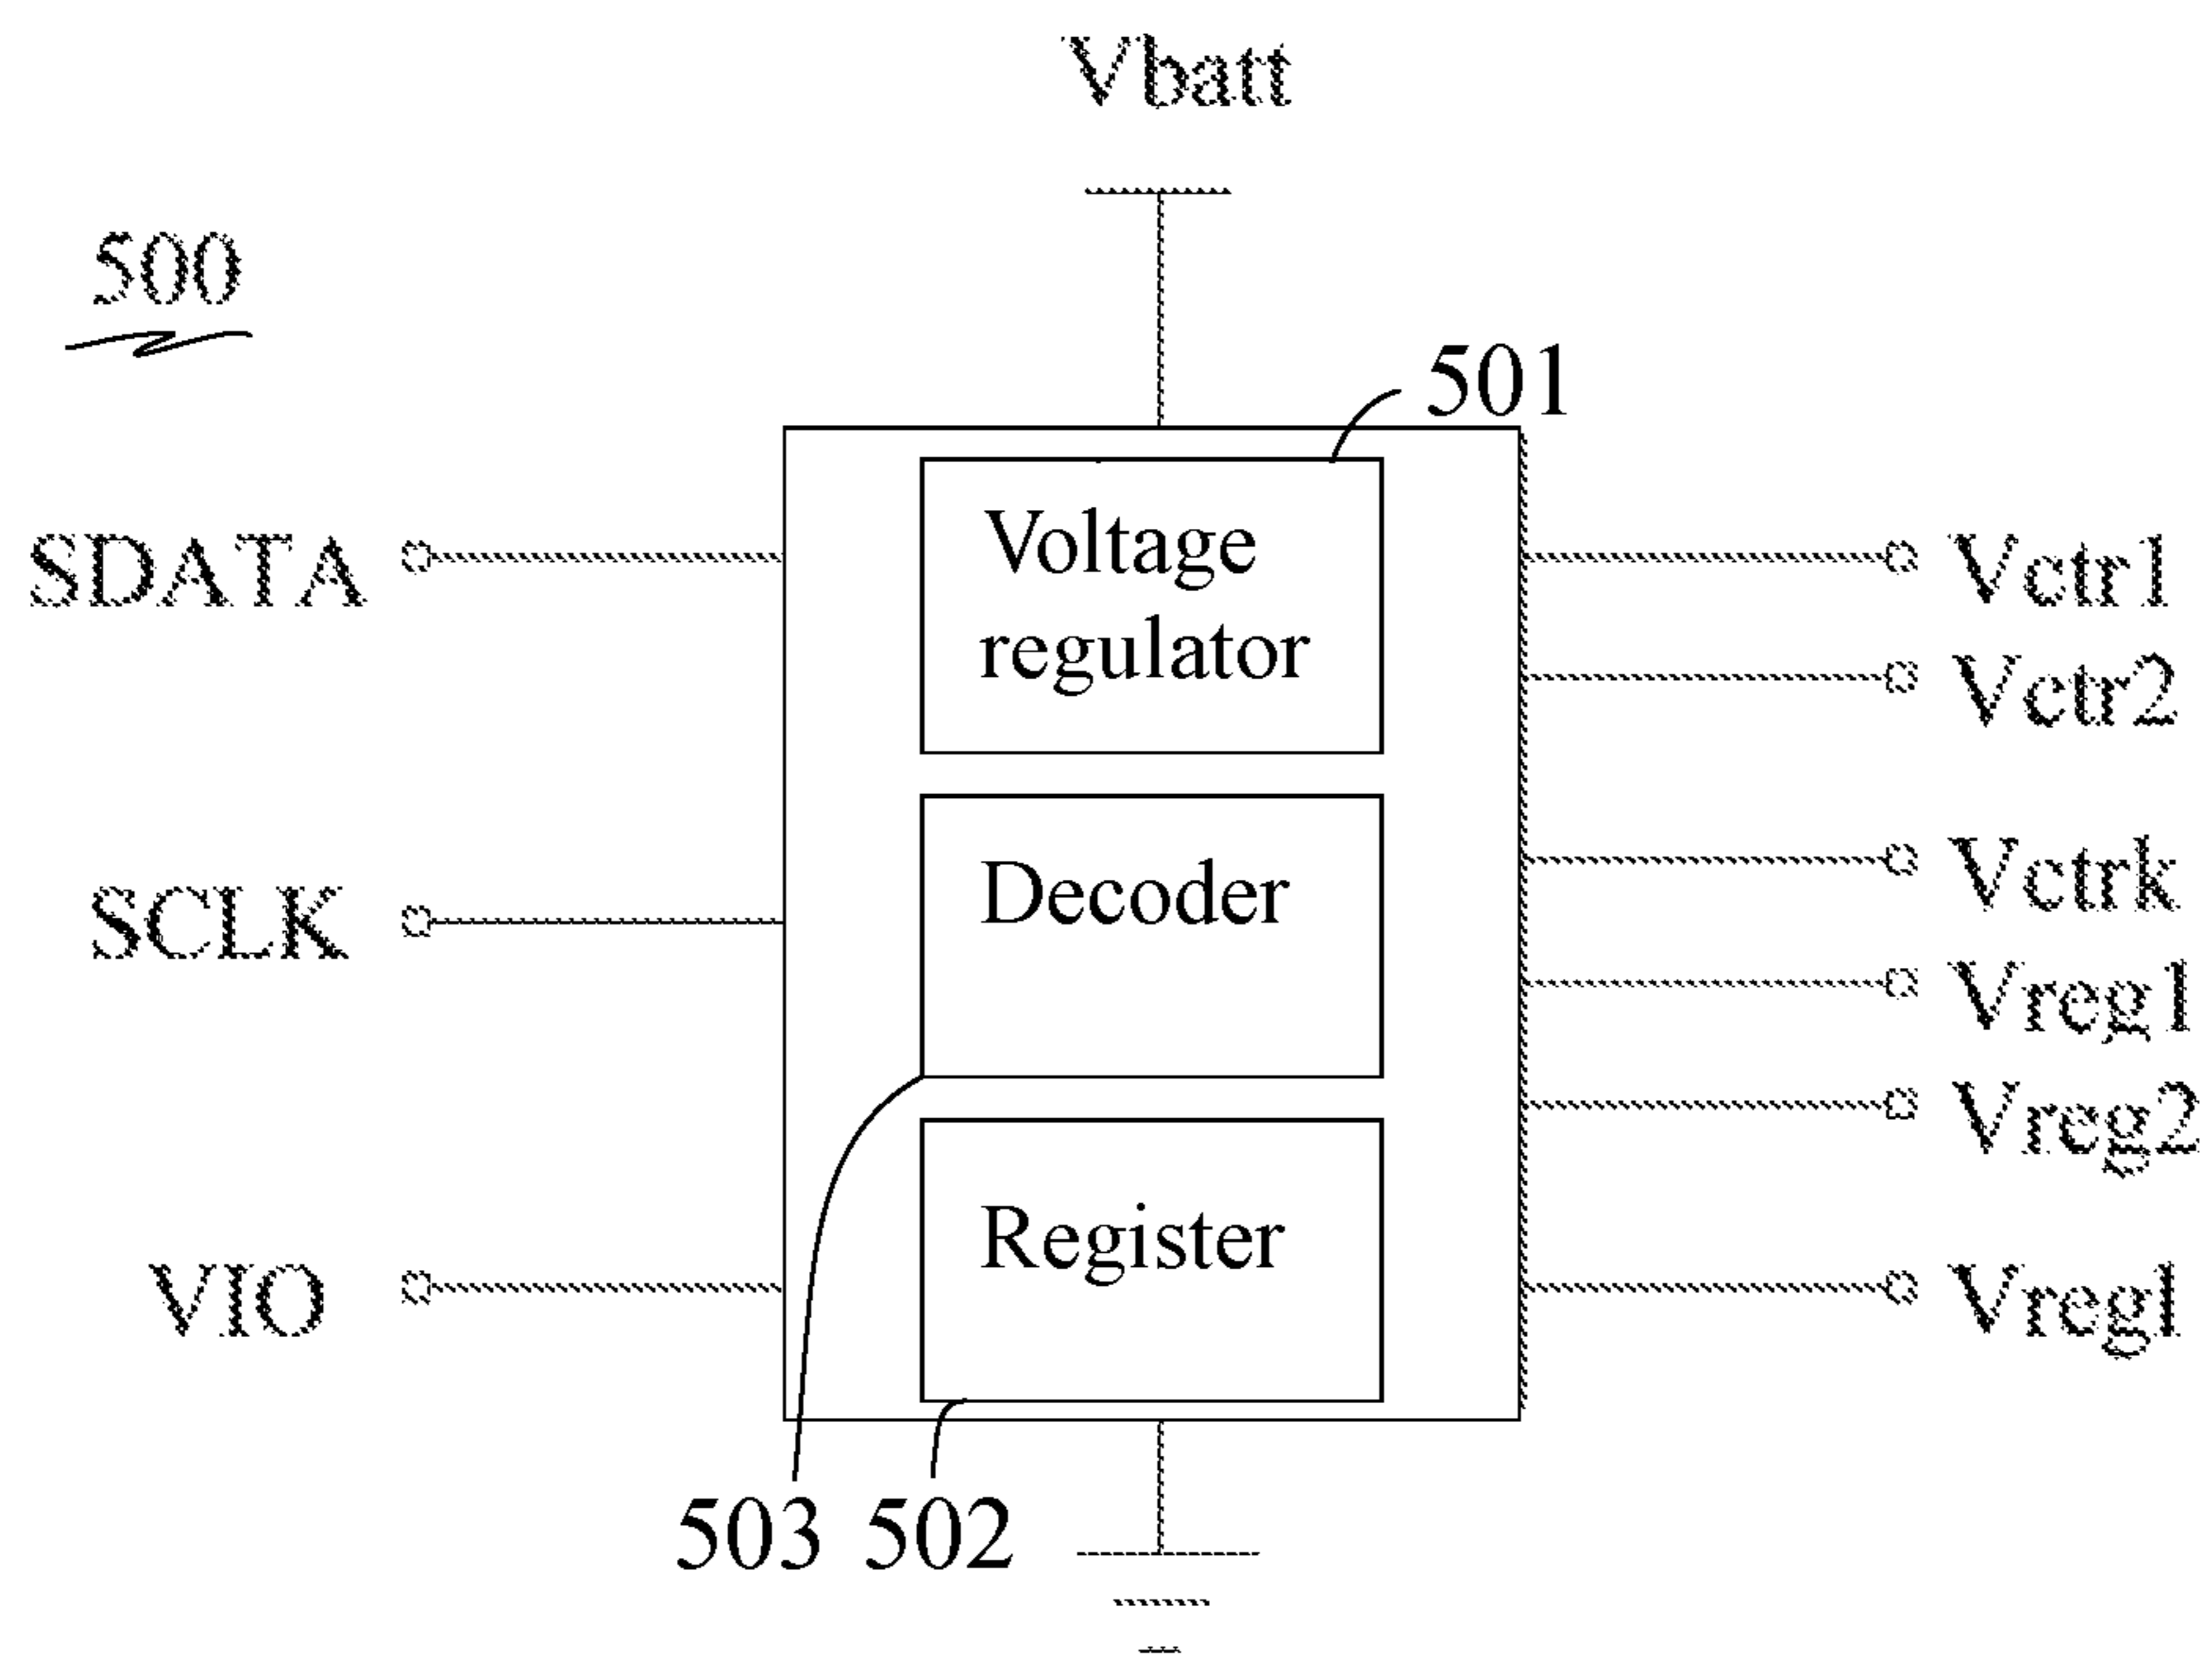 Vbatt
500
501
SDATA
Voltage
regulator
Vctr1
Vctr2
Decoder
SCLK
Vctrk
Vreg1
Vreg2
Register
VIO
Vregl
503
502